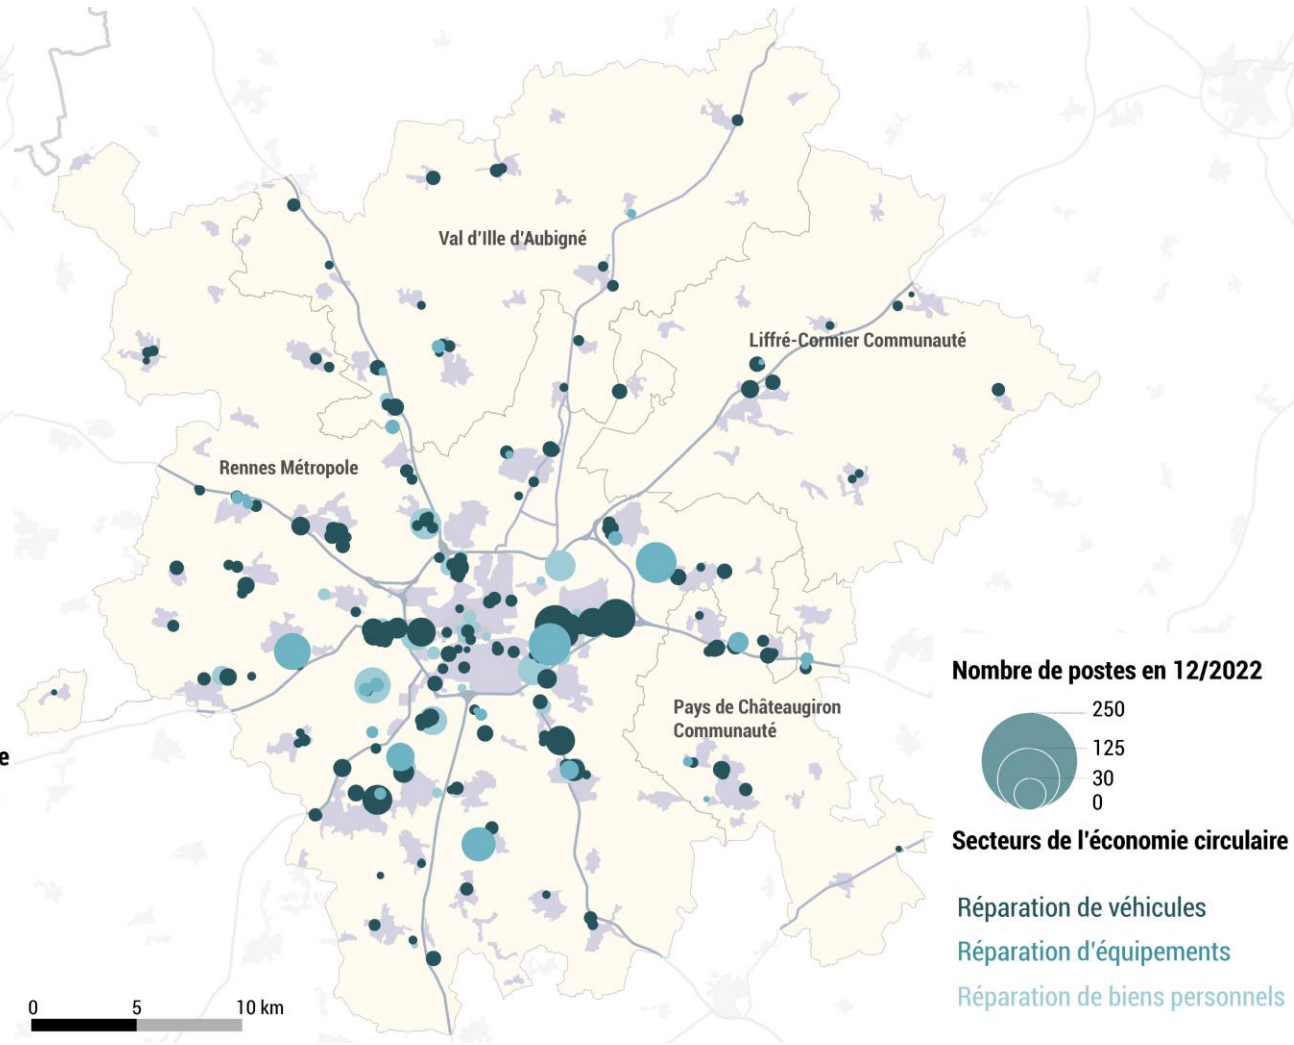 Val d'Ille d'Aubigné
Liffré-Cormier Communauté
Rennes Métropole
Pays de Châteaugiron
Communauté
e
0 5 10 km
Nombre de postes en 12/2022
250
125
30
0
Secteurs de l'économie circulaire
Réparation de véhicules
Réparation d'équipements
Réparation de biens personnels